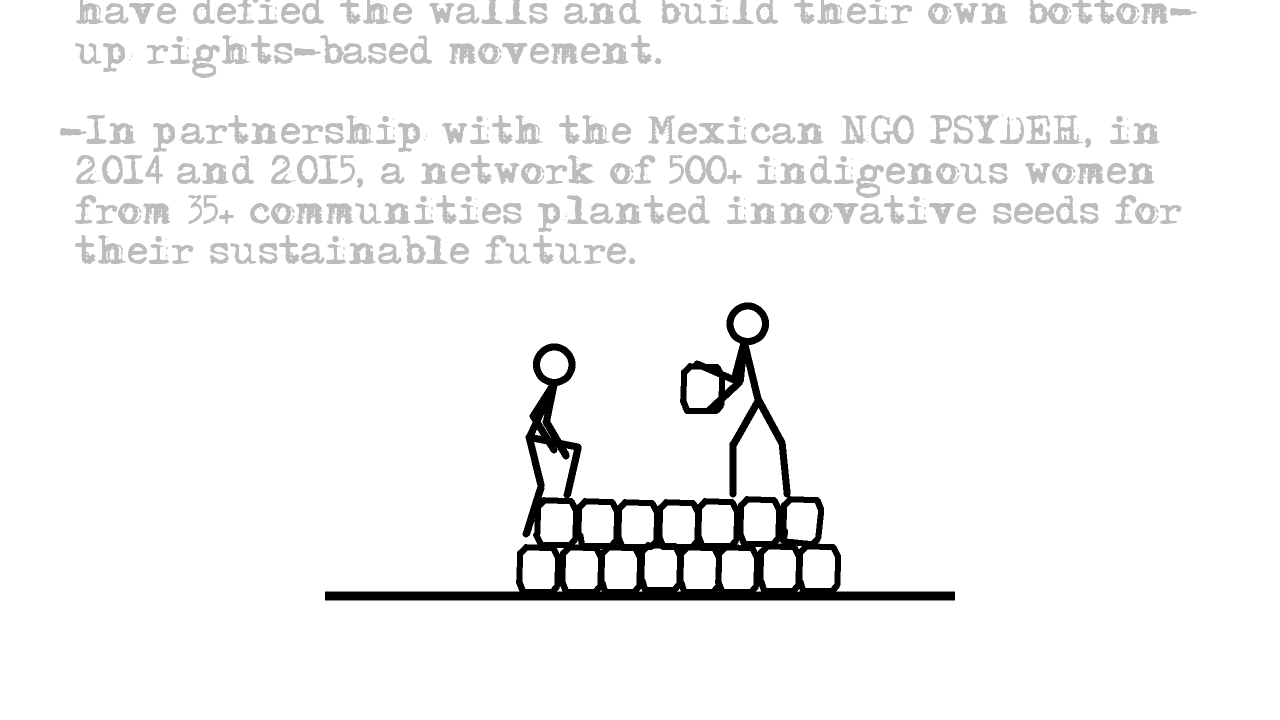 have defied the walls and build their own bottom-
up rights-based movement.
-In partnership with the Mexican NGO PSYDEH, in
2014 and 2015, a network of 500+ indigenous women
from 35+ communities planted innovative seeds for
their sustainable future.